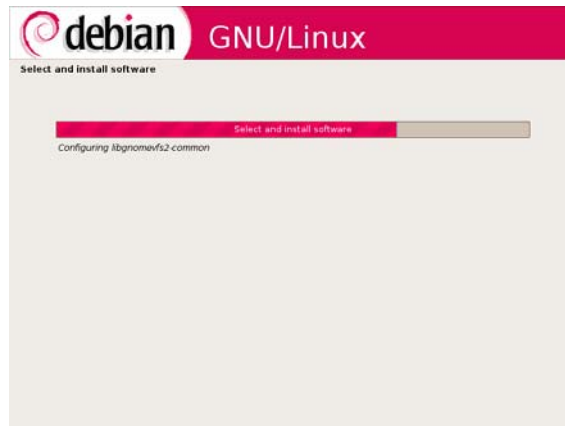 debian GNU/Linux
Select and install software
Select and install software
Configuring libgnomevfs2-common